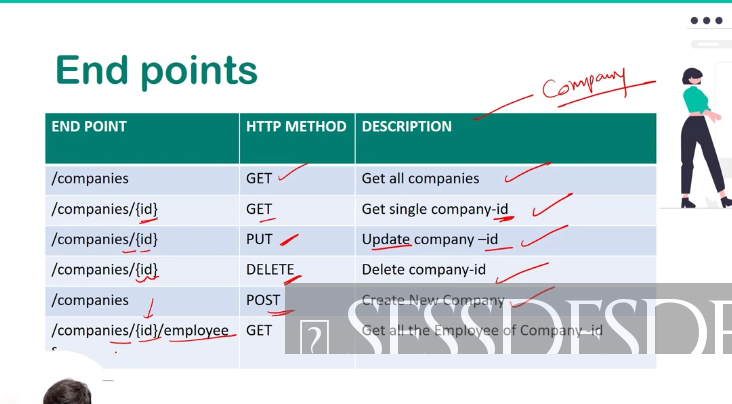 End points
Company
END POINT HTTP METHOD DESCRIPTION
/companies GET Get all companies
/companies/{id} GET Get single company-id
/companies/{id} PUT Update company –id
/companies/{id} DELETE Delete company-id
/companies POST Create New Company
/companies/{id}/employee GET Get all the Employee of Company -id
s
SESSDESDE